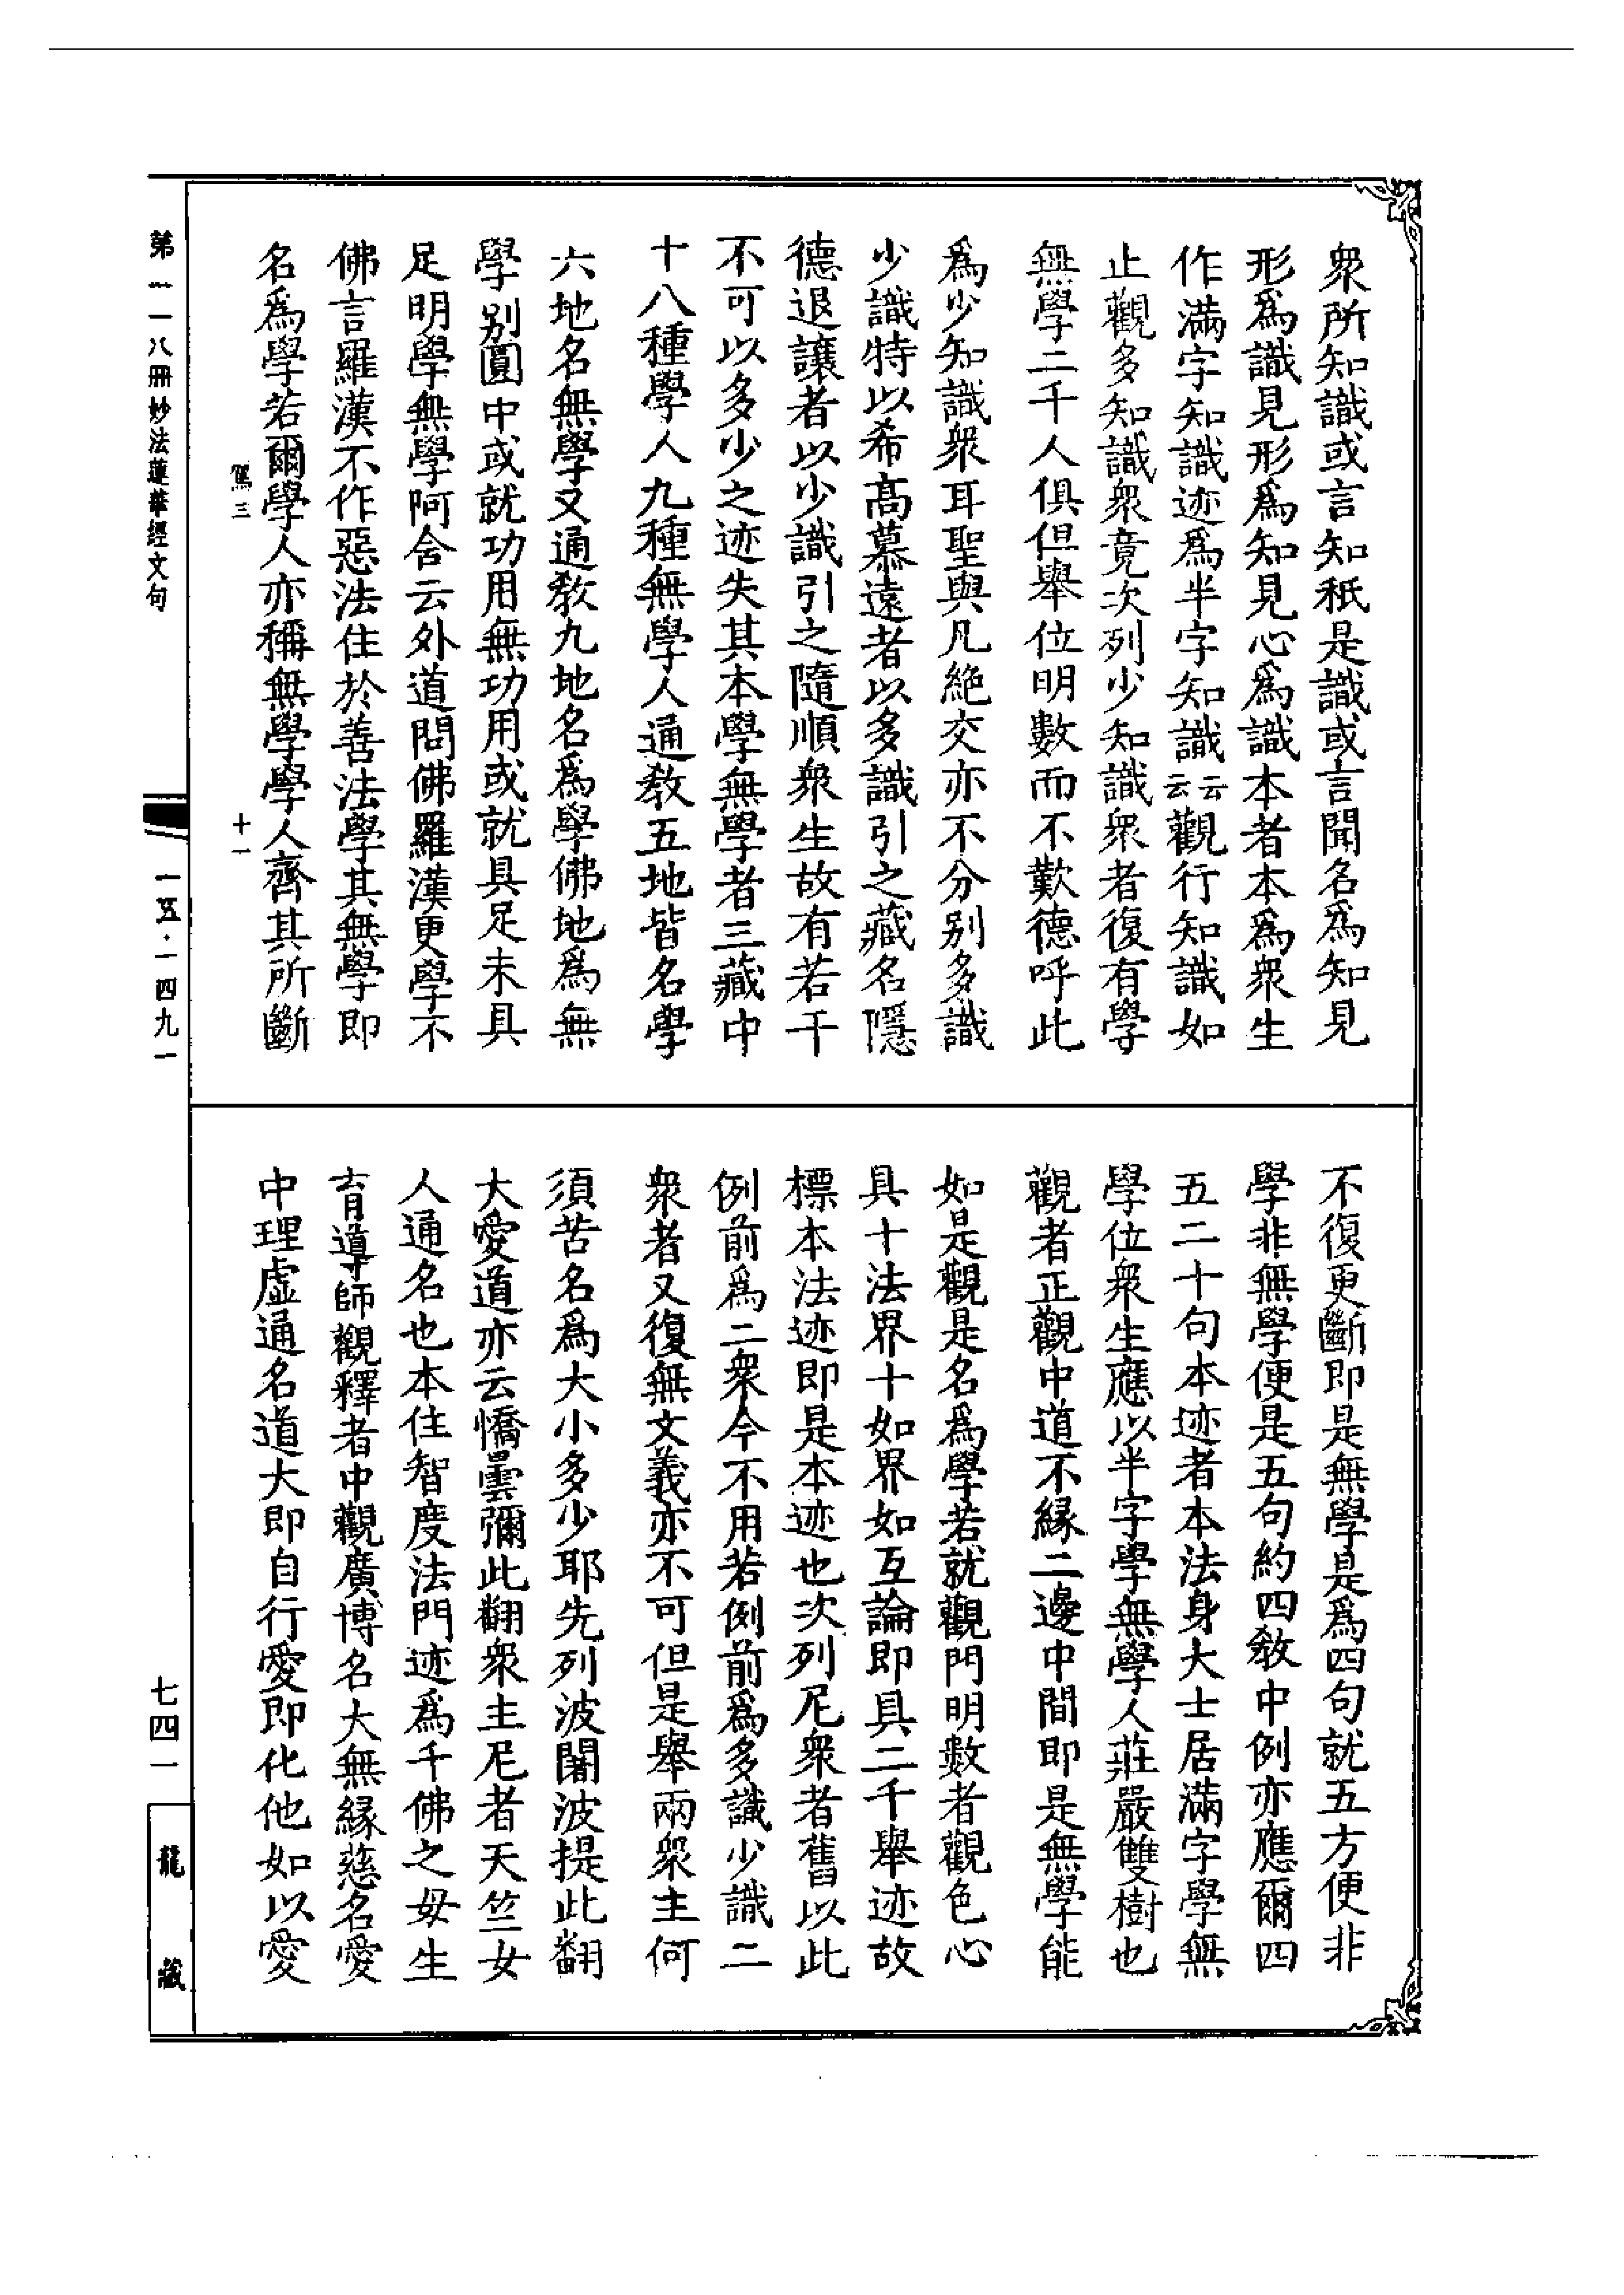 衆所知識或言知秖是識或言聞名爲知見
形爲識見形爲知見心爲識本者本爲衆生
作滿字知識迹爲半字知識云云觀行知識如
止觀多知識衆竟次列少知識衆者復有學
無學二千人俱但舉位明數而不歎德呼此
爲少知識衆耳聖與凡絶交亦不分别多識
少識特以希髙慕遠者以多識引之藏名隱
德退讓者以少識引之隨順衆生故有若干
不可以多少之迹失其本學無學者三藏中
十八種學人九種無學人通教五地皆名學
六地名無學又通教九地名爲學佛地爲無
學别圓中或就功用無功用或就具足未具
足明學無學阿含云外道問佛羅漢更學不
佛言羅漢不作惡法住於善法學其無學即
名爲學若爾學人亦稱無學學人齊其所斷
不復更斷即是無學是爲四句就五方便非
學非無學便是五句約四教中例亦應爾四
五二十句本迹者本法身大士居滿字學無
學位衆生應以半字學無學人莊嚴雙樹也
觀者正觀中道不緣二邊中間即是無學能
如是觀是名爲學若就觀門明數者觀色心
具十法界十如界如互論即具二千舉迹故
標本法迹即是本迹也次列尼衆者舊以此
例前爲二衆今不用若例前爲多識少識二
衆者又復無文義亦不可但是舉兩衆主何
須苦名爲大小多少耶先列波闍波提此翻
大愛道亦云憍曇彌此翻衆主尼者天竺女
人通名也本住智度法門迹爲千佛之母生
育導師觀釋者中觀廣博名大無緣慈名愛
中理虛通名道大即自行愛即化他如以愛
駕三
十一
第一一八冊 妙法蓮華經文句
一五·一四九一
七四一
龍藏